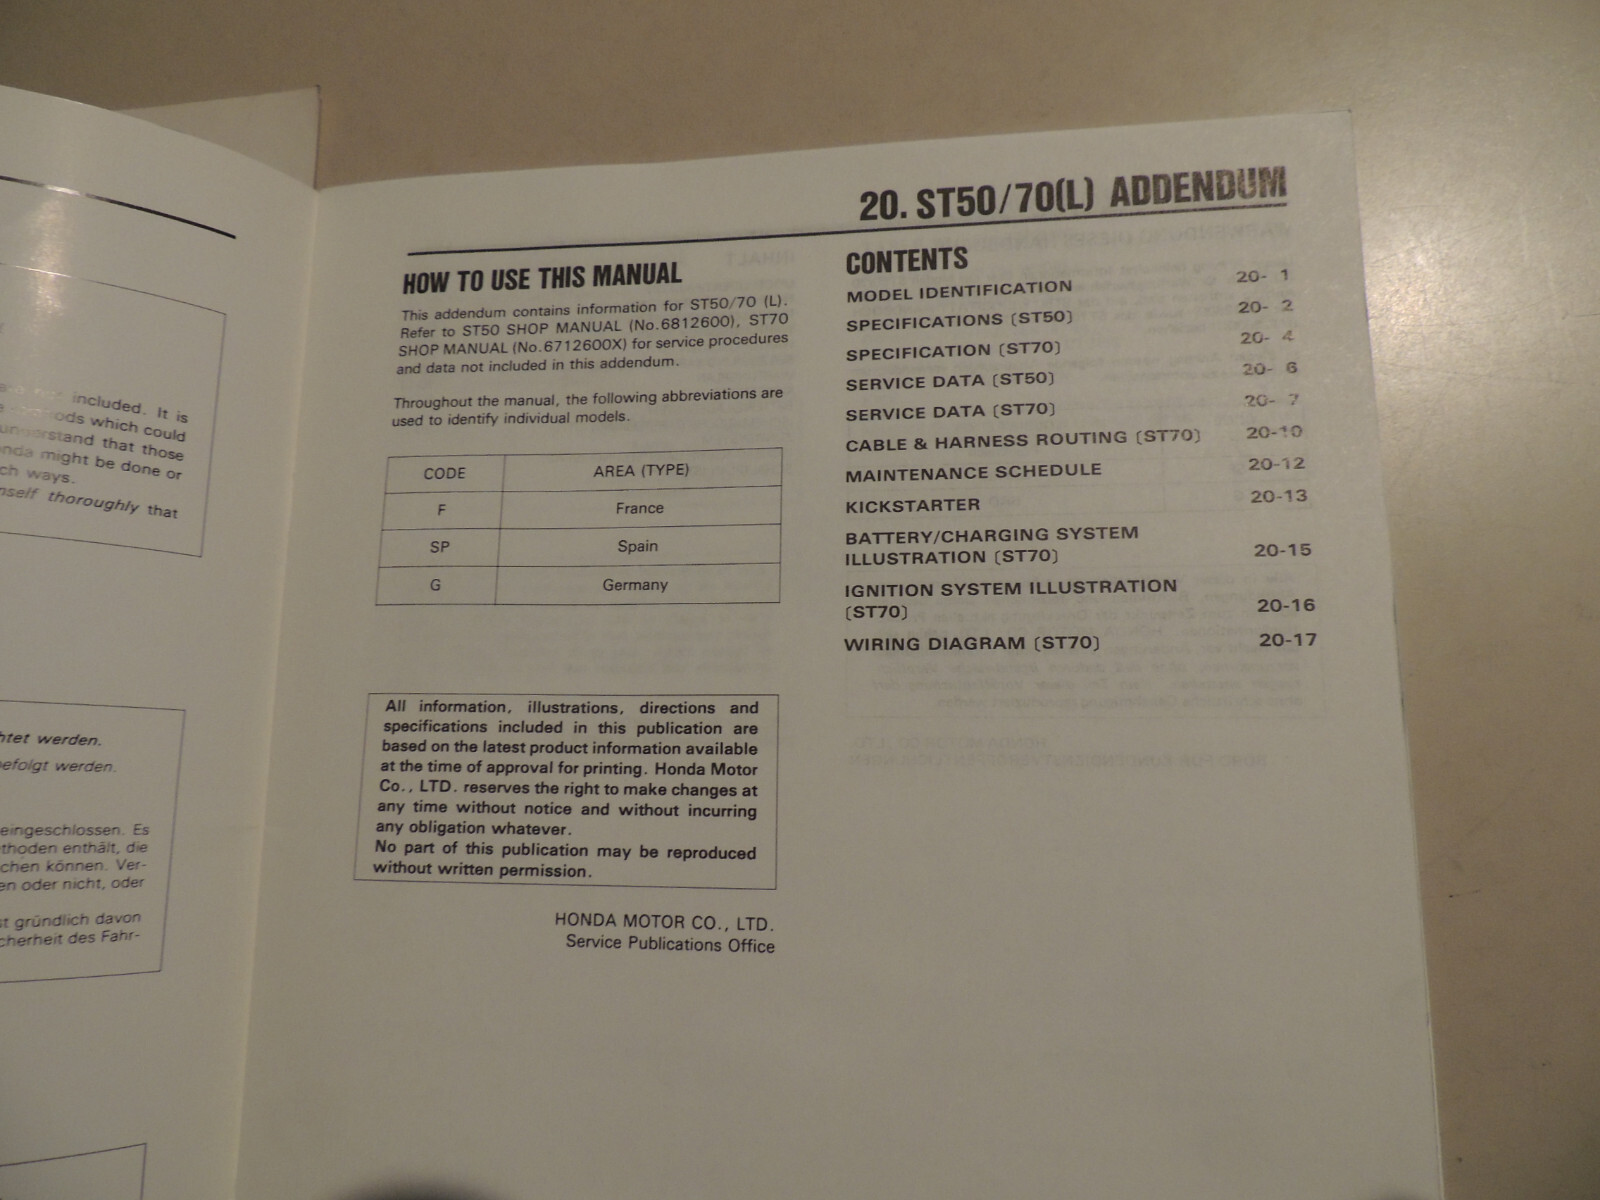 included. It is
which could
understand that those
might be done or
ch ways.
thoroughly that
werden.
werden.
eingeschlossen. Es
enthält, die
können. Ver-
en oder nicht, oder
gründlich davon
des Fahr-
20. ST50/70(L) ADDENDUM
HOW TO USE THIS MANUAL
This addendum contains information for ST50/70 (L).
Refer to ST50 SHOP MANUAL (No.6812600), ST70
SHOP MANUAL (No.6712600X) for service procedures
and data not included in this addendum.
Throughout the manual, the following abbreviations are
used to identify individual models.
CODE AREA (TYPE)
F France
SP Spain
G Germany
All information, illustrations, directions and
specifications included in this publication are
based on the latest product information available
at the time of approval for printing. Honda Motor
Co., LTD. reserves the right to make changes at
any time without notice and without incurring
any obligation whatever.
No part of this publication may be reproduced
without written permission.
HONDA MOTOR CO., LTD.
Service Publications Office
CONTENTS
MODEL IDENTIFICATION 20- 1
SPECIFICATIONS (ST50) 20- 2
SPECIFICATION (ST70) 20- 4
SERVICE DATA (ST50) 20- 6
SERVICE DATA (ST70) 20- 7
CABLE & HARNESS ROUTING (ST70) 20-10
MAINTENANCE SCHEDULE 20-12
KICKSTARTER 20-13
BATTERY/CHARGING SYSTEM
ILLUSTRATION (ST70) 20-15
IGNITION SYSTEM ILLUSTRATION
(ST70) 20-16
WIRING DIAGRAM (ST70) 20-17